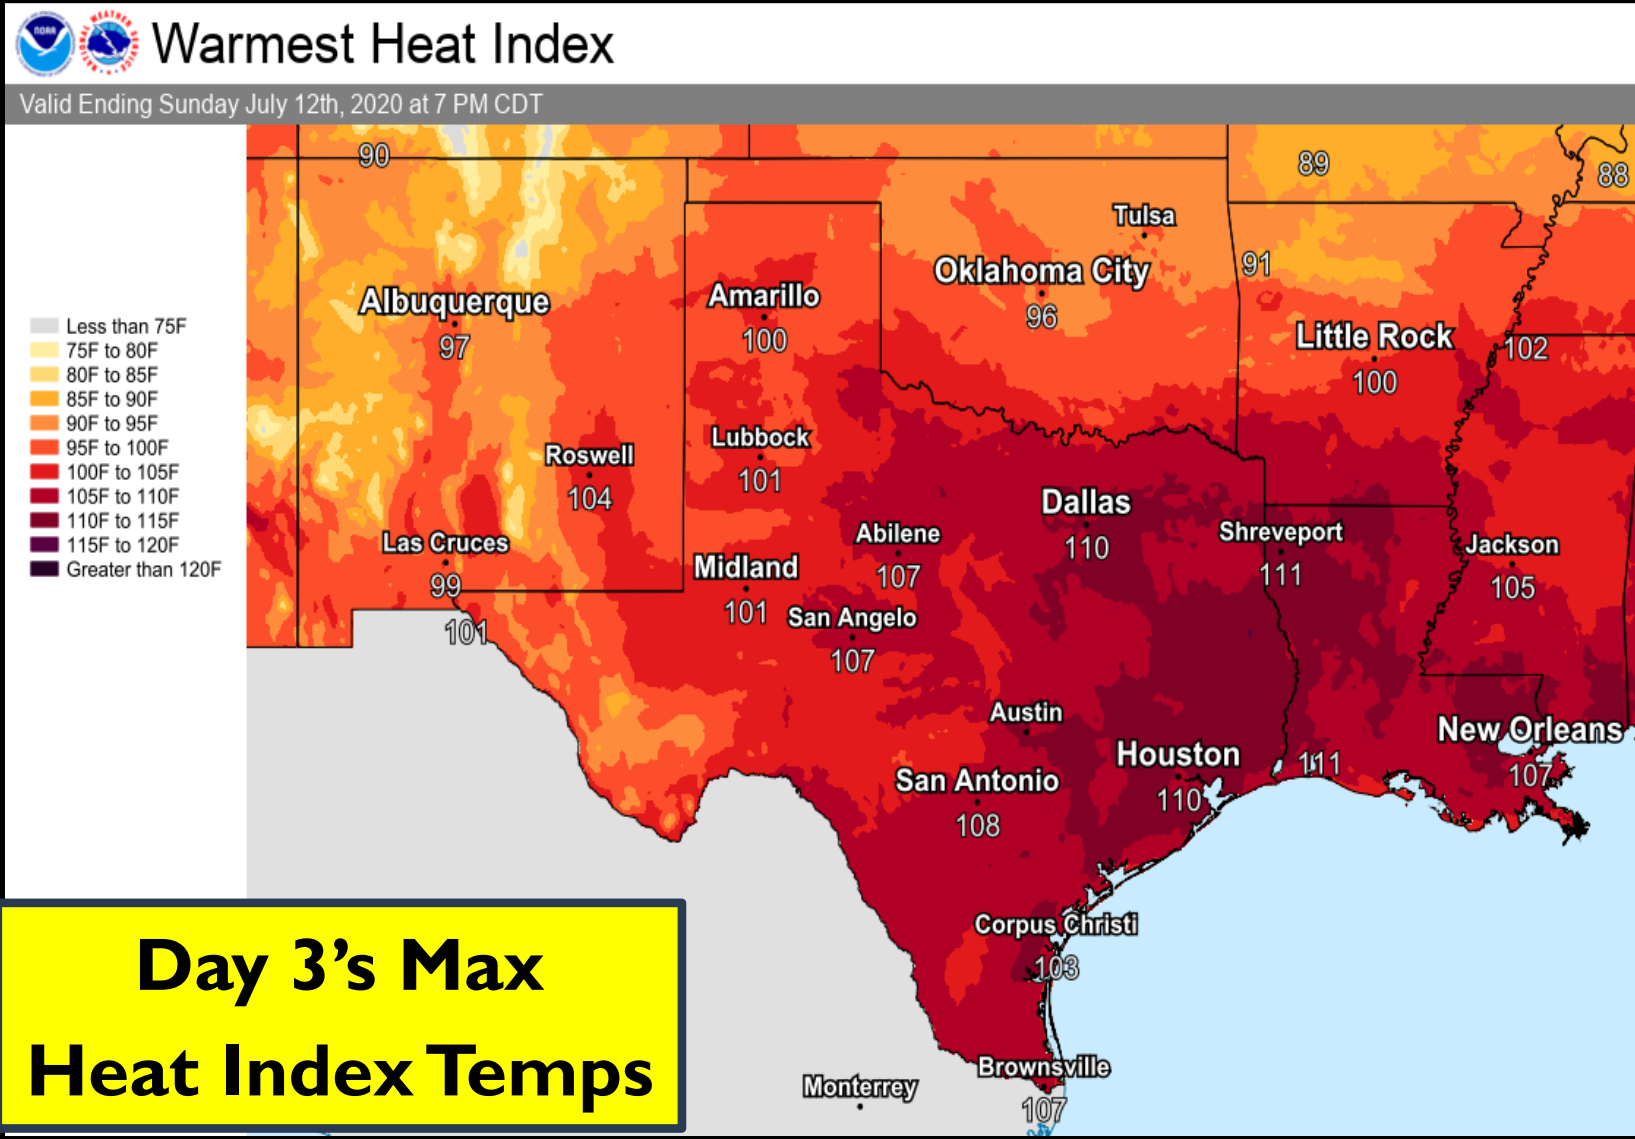 NOAA
Warmest Heat Index
Valid Ending Sunday July 12th, 2020 at 7 PM CDT
90
89
88
Tulsa
91
Oklahoma City
96
Albuquerque
97
Amarillo
100
Little Rock
100
102
Less than 75F
75F to 80F
80F to 85F
85F to 90F
90F to 95F
95F to 100F
100F to 105F
105F to 110F
110F to 115F
115F to 120F
Greater than 120F
Roswell
104
Lubbock
101
Dallas
110
Las Cruces
99
101
Midland
101
Abilene
107
San Angelo
107
Shreveport
111
Jackson
105
Austin
Houston
110
111
New Orleans
107
San Antonio
108
Corpus Christi
103
Brownsville
107
Monterrey
Day 3's Max
Heat Index Temps